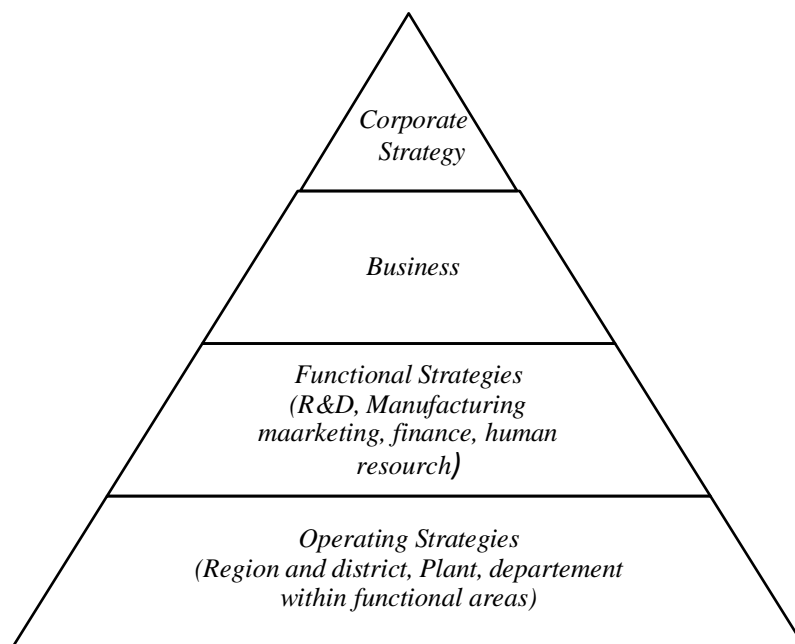 Corporate
Strategy
Business
Functional Strategies
(R&D, Manufacturing
maarketing, finance, human
resourch)
Operating Strategies
(Region and district, Plant, departement
within functional areas)